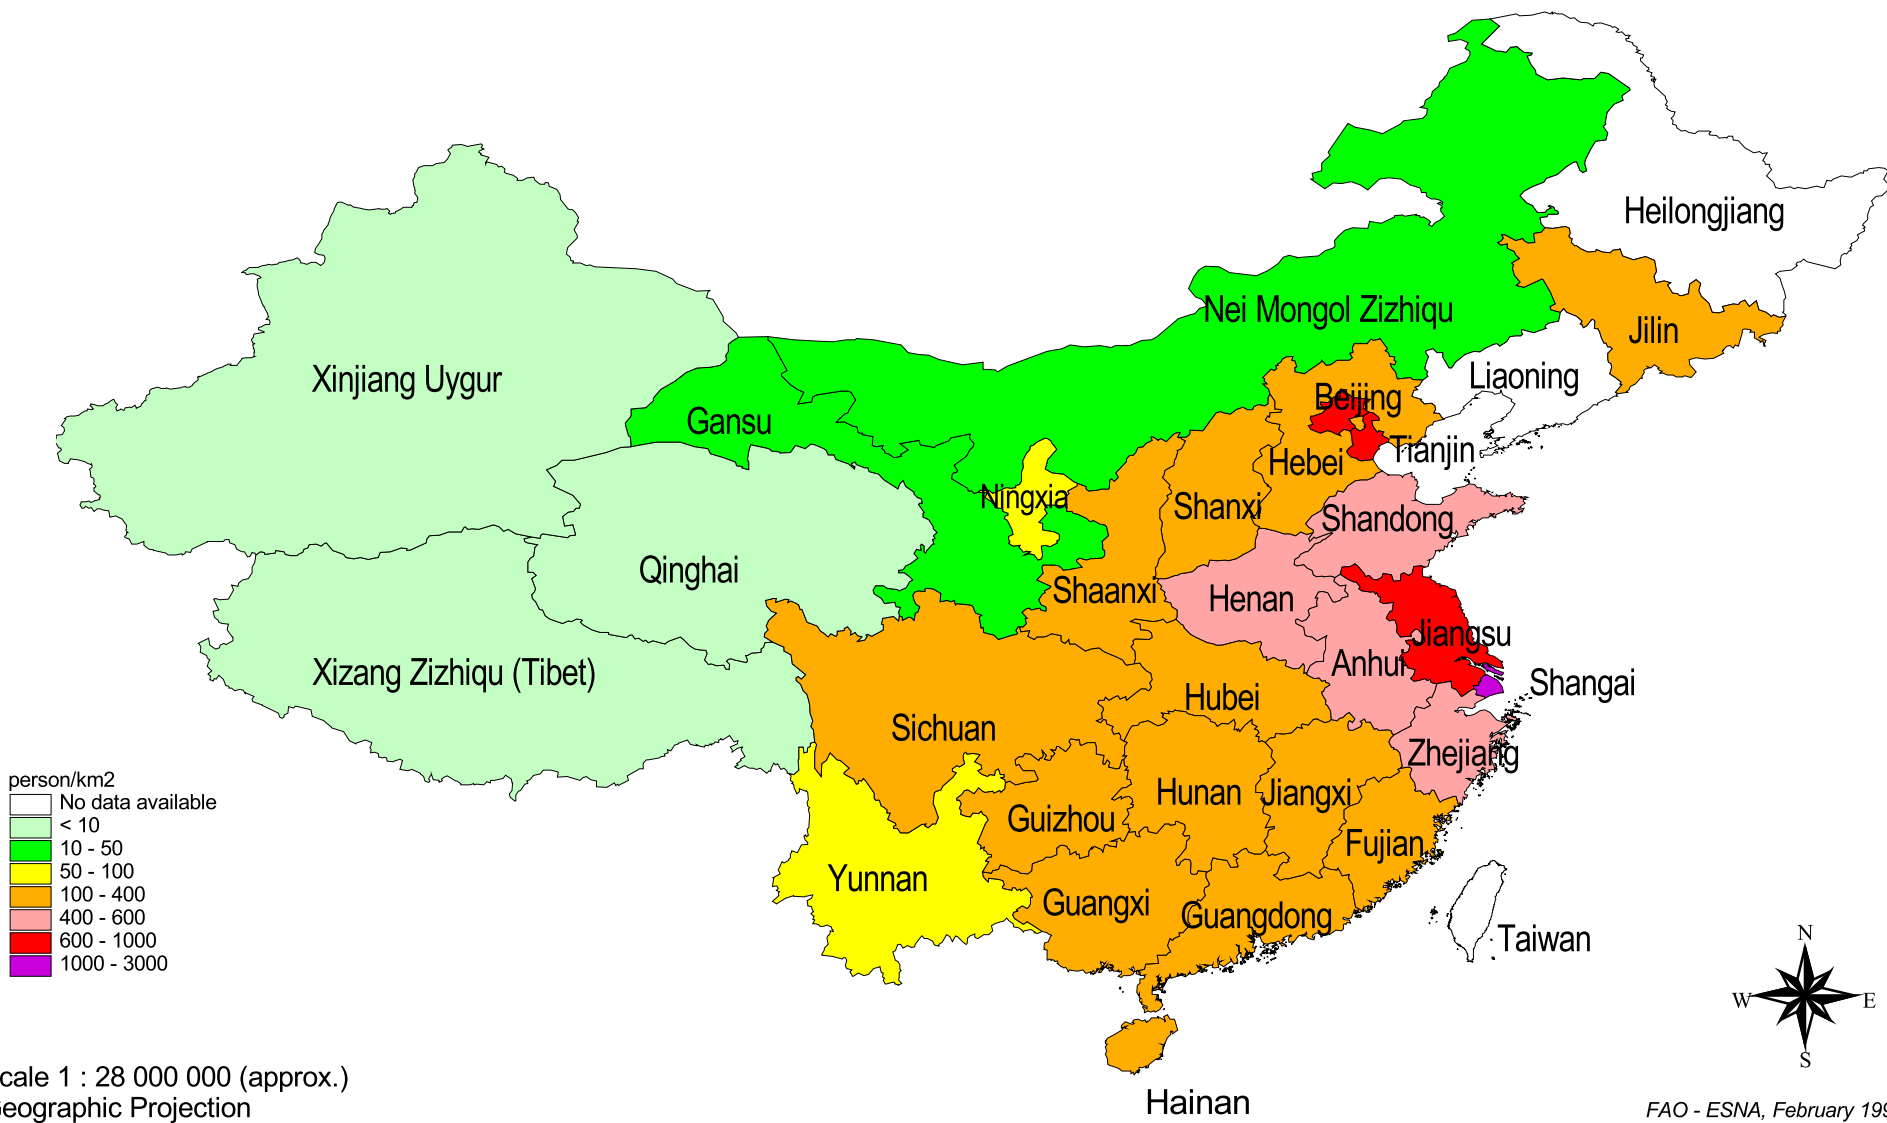 Heilongjiang
Nei Mongol Zizhiqu
Jilin
Xinjiang Uygur
Liaoning
Beijing
Gansu
Tianjin
Hebei
Ningxia
Shanxi
Shandong
Qinghai
Shaanxi
Henan
Jiangsu
Anhui
Xizang Zizhiqu (Tibet)
Shangai
Hubei
Sichuan
Zhejiang
Hunan
Jiangxi
Guizhou
Fujian
Yunnan
Guangxi
Guangdong
Taiwan
Hainan
person/km2
No data available
< 10
10 - 50
50 - 100
100 - 400
400 - 600
600 - 1000
1000 - 3000
N
W
E
S
cale 1 : 28 000 000 (approx.)
eographic Projection
FAO - ESNA, February 199